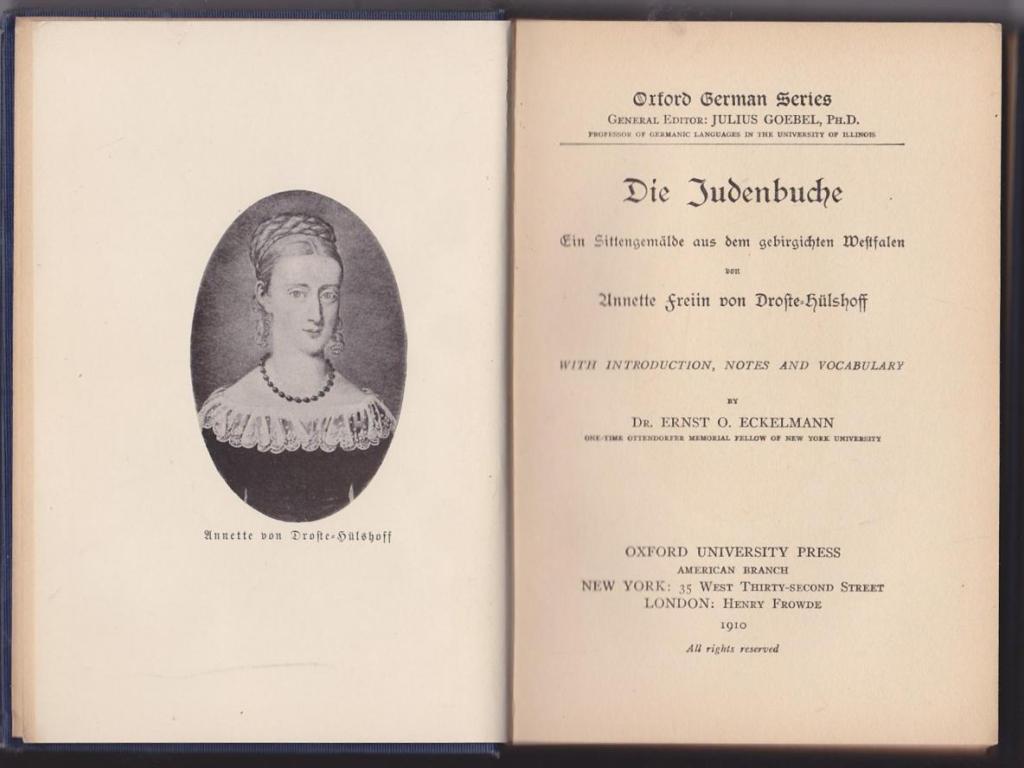 Annette von Droste-Hülshoff
Oxford German Series
GENERAL EDITOR: JULIUS GOEBEL, PH.D.
PROFESSOR OF GERMANIC LANGUAGES IN THE UNIVERSITY OF ILLINOIS
Die Judenbuche
Ein Sittengemälde aus dem gebirgichten Westfalen
von
Annette Freiin von Droste-Hülshoff
WITH INTRODUCTION, NOTES AND VOCABULARY
BY
DR. ERNST O. ECKELMANN
ONE-TIME OTTENDORFER MEMORIAL FELLOW OF NEW YORK UNIVERSITY
OXFORD UNIVERSITY PRESS
AMERICAN BRANCH
NEW YORK: 35 WEST THIRTY-SECOND STREET
LONDON: HENRY FROWDE
1910
All rights reserved